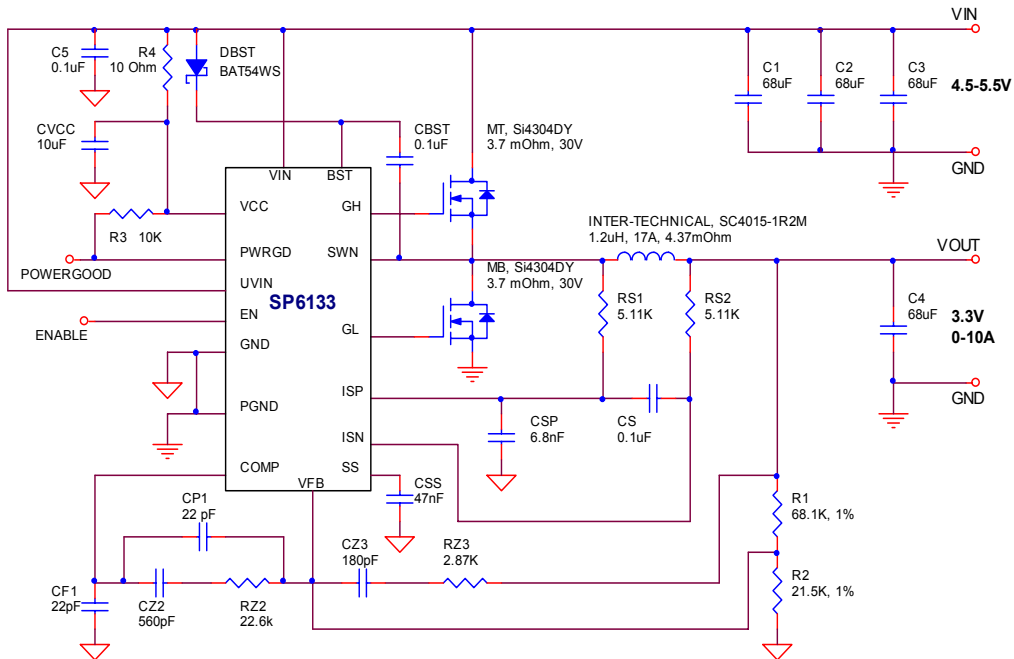 VIN
C5
0.1uF
R4
10 Ohm
DBST
BAT54WS
C1
68uF
C2
68uF
C3
68uF
4.5-5.5V
CVCC
10uF
CBST
0.1uF
MT, Si4304DY
3.7 mOhm, 30V
GND
VIN
BST
VCC
GH
R3 10K
INTER-TECHNICAL, SC4015-1R2M
1.2uH, 17A, 4.37mOhm
PWRGD
SWN
VOUT
POWERGOOD
MB, Si4304DY
3.7 mOhm, 30V
UVIN
SP6133
RS1
5.11K
RS2
5.11K
C4
68uF
3.3V
0-10A
EN
ENABLE
GL
GND
ISP
GND
PGND
CSP
6.8nF
CS
0.1uF
ISN
COMP
SS
VFB
CSS
47nF
CP1
22 pF
R1
68.1K, 1%
CZ3
180pF
RZ3
2.87K
CF1
22pF
CZ2
560pF
RZ2
22.6k
R2
21.5K, 1%